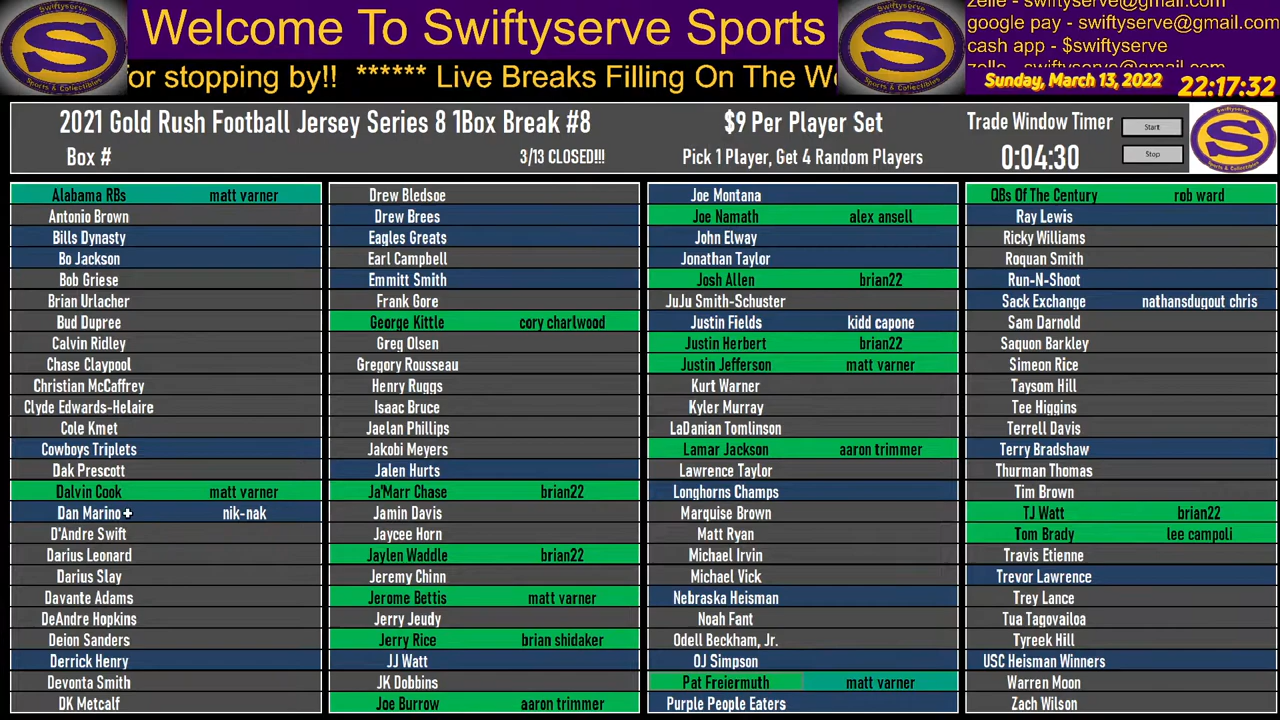 Welcome To Swiftyserve Sports
for stopping by!! ****** Live Breaks Filling On The We
zelle - swiftyserve@gmail.com
google pay - swiftyserve@gmail.com
cash app - $swiftyserve
zelle - swiftyserve@gmail.com
Sunday, March 13, 2022 22:17:32
2021 Gold Rush Football Jersey Series 8 1Box Break #8
Box #
3/13 CLOSED!!!
$9 Per Player Set
Pick 1 Player, Get 4 Random Players
Trade Window Timer
0:04:30
Start
Stop
Swiftyserve
S
Sports & Collectibles
Alabama RBs matt varner
Antonio Brown
Bills Dynasty
Bo Jackson
Bob Griese
Brian Urlacher
Bud Dupree
Calvin Ridley
Chase Claypool
Christian McCaffrey
Clyde Edwards-Helaire
Cole Kmet
Cowboys Triplets
Dak Prescott
Dalvin Cook matt varner
Dan Marino nik-nak
D'Andre Swift
Darius Leonard
Darius Slay
Davante Adams
DeAndre Hopkins
Deion Sanders
Derrick Henry
Devonta Smith
DK Metcalf
Drew Bledsoe
Drew Brees
Eagles Greats
Earl Campbell
Emmitt Smith
Frank Gore
George Kittle cory charlwood
Greg Olsen
Gregory Rousseau
Henry Ruggs
Isaac Bruce
Jaelan Phillips
Jakobi Meyers
Jalen Hurts
Ja'Marr Chase brian22
Jamin Davis
Jaycee Horn
Jaylen Waddle brian22
Jeremy Chinn
Jerome Bettis matt varner
Jerry Jeudy
Jerry Rice brian shidaker
JJ Watt
JK Dobbins
Joe Burrow aaron trimmer
Joe Montana
Joe Namath alex ansell
John Elway
Jonathan Taylor
Josh Allen brian22
JuJu Smith-Schuster
Justin Fields kidd capone
Justin Herbert brian22
Justin Jefferson matt varner
Kurt Warner
Kyler Murray
LaDanian Tomlinson
Lamar Jackson aaron trimmer
Lawrence Taylor
Longhorns Champs
Marquise Brown
Matt Ryan
Michael Irvin
Michael Vick
Nebraska Heisman
Noah Fant
Odell Beckham, Jr.
OJ Simpson
Pat Freiermuth matt varner
Purple People Eaters
QBs Of The Century rob ward
Ray Lewis
Ricky Williams
Roquan Smith
Run-N-Shoot
Sack Exchange nathansdugout chris
Sam Darnold
Saquon Barkley
Simeon Rice
Taysom Hill
Tee Higgins
Terrell Davis
Terry Bradshaw
Thurman Thomas
Tim Brown
TJ Watt brian22
Tom Brady lee campoli
Travis Etienne
Trevor Lawrence
Trey Lance
Tua Tagovailoa
Tyreek Hill
USC Heisman Winners
Warren Moon
Zach Wilson